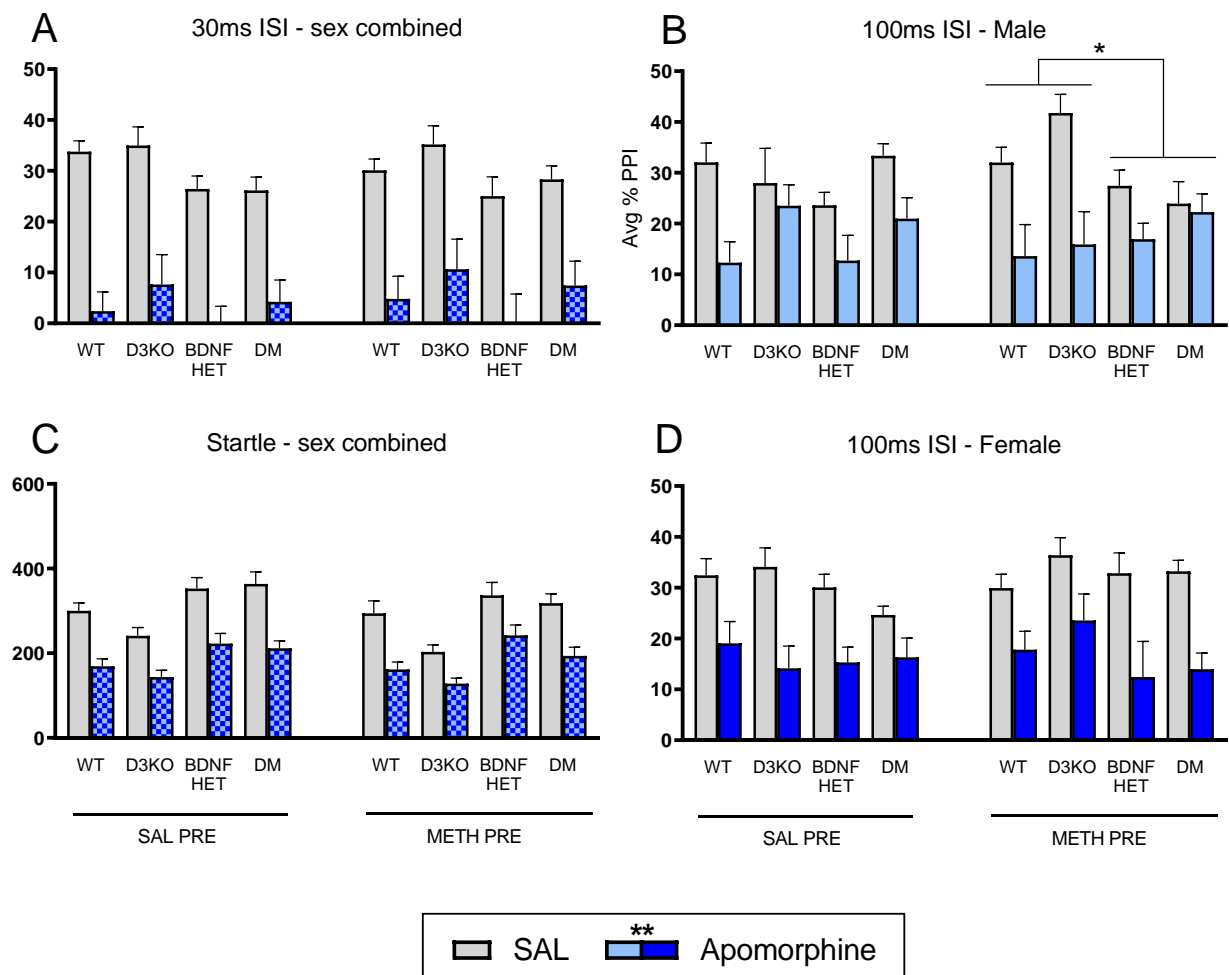 A
30ms ISI - sex combined
50
40
30
20
10
0
WT D3KO BDNF DM WT D3KO BDNF DM
HET HET
B
100ms ISI - Male
*
Avg % PPI
50
40
30
20
10
0
WT D3KO BDNF DM WT D3KO BDNF DM
HET HET
C
Startle - sex combined
600
400
200
0
WT D3KO BDNF DM WT D3KO BDNF DM
HET HET
SAL PRE METH PRE
D
100ms ISI - Female
50
40
30
20
10
0
WT D3KO BDNF DM WT D3KO BDNF DM
HET HET
SAL PRE METH PRE
**
SAL Apomorphine